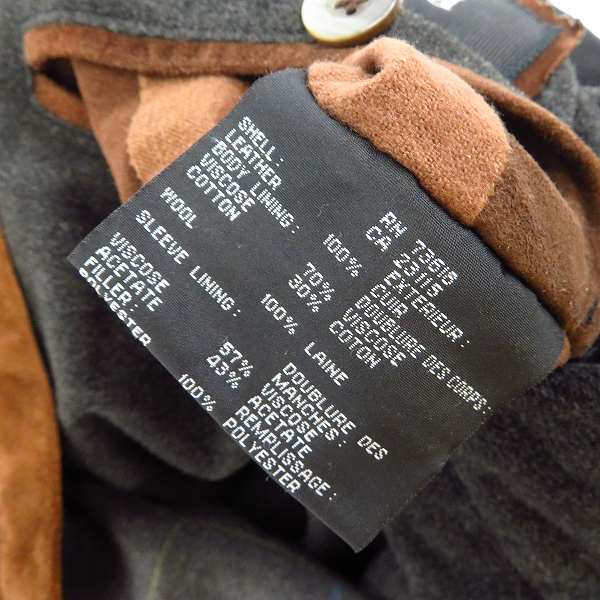 RN 73618
CA 23115
SHELL: EXTERIEUR:
LEATHER 100% CUIR
BODY LINING: DOUBLURE DES CORPS:
VISCOSE 70% VISCOSE
COTTON 30% COTON
WOOL 100% LAINE
SLEEVE LINING: DOUBLURE DES
MANCHES:
VISCOSE 57% VISCOSE
ACETATE 43% ACETATE
FILLER: REMPLISSAGE:
POLYESTER 100% POLYESTER